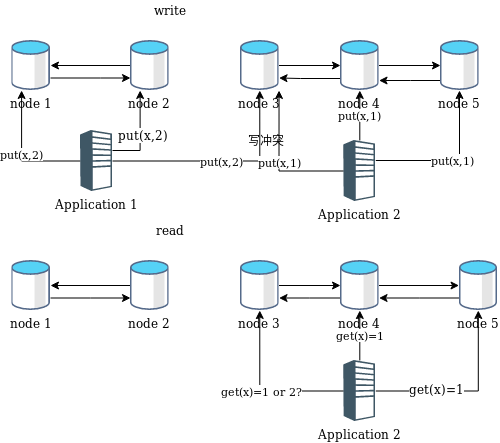 write
node 1
node 2
node 3
node 4
node 5
put(x,2)
put(x,2)
put(x,2)
写冲突
put(x,1)
put(x,1)
put(x,1)
Application 1
Application 2
read
node 1
node 2
node 3
node 4
node 5
get(x)=1
get(x)=1 or 2?
get(x)=1
Application 2